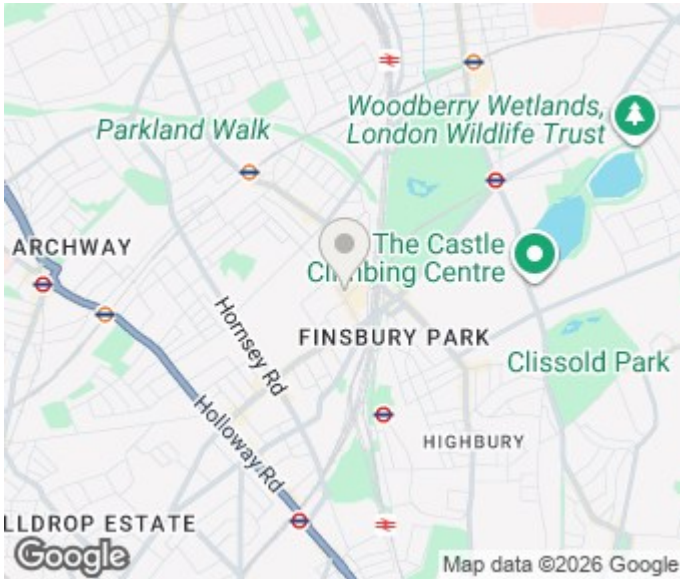 Woodberry Wetlands,
London Wildlife Trust
Parkland Walk
ARCHWAY
The Castle
Climbing Centre
Hornsey Rd
FINSBURY PARK
Clissold Park
Holloway Rd
HIGHBURY
LLDROP ESTATE
Google
Map data ©2026 Google